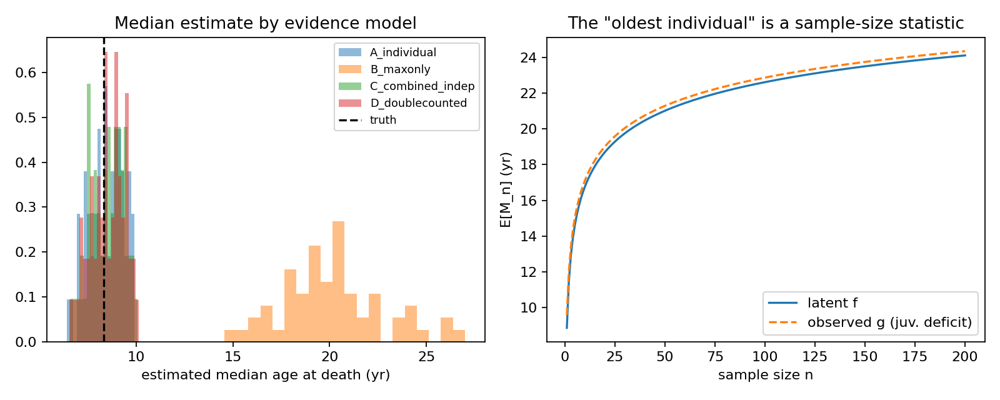 Median estimate by evidence model
0.6
0.5
0.4
0.3
0.2
0.1
0.0
10
15
20
25
estimated median age at death (yr)
A_individual
B_maxonly
C_combined_indep
D_doublecounted
truth
The "oldest individual" is a sample-size statistic
E[M_n] (yr)
24
22
20
18
16
14
12
10
0
25
50
75
100
125
150
175
200
sample size n
latent f
observed g (juv. deficit)